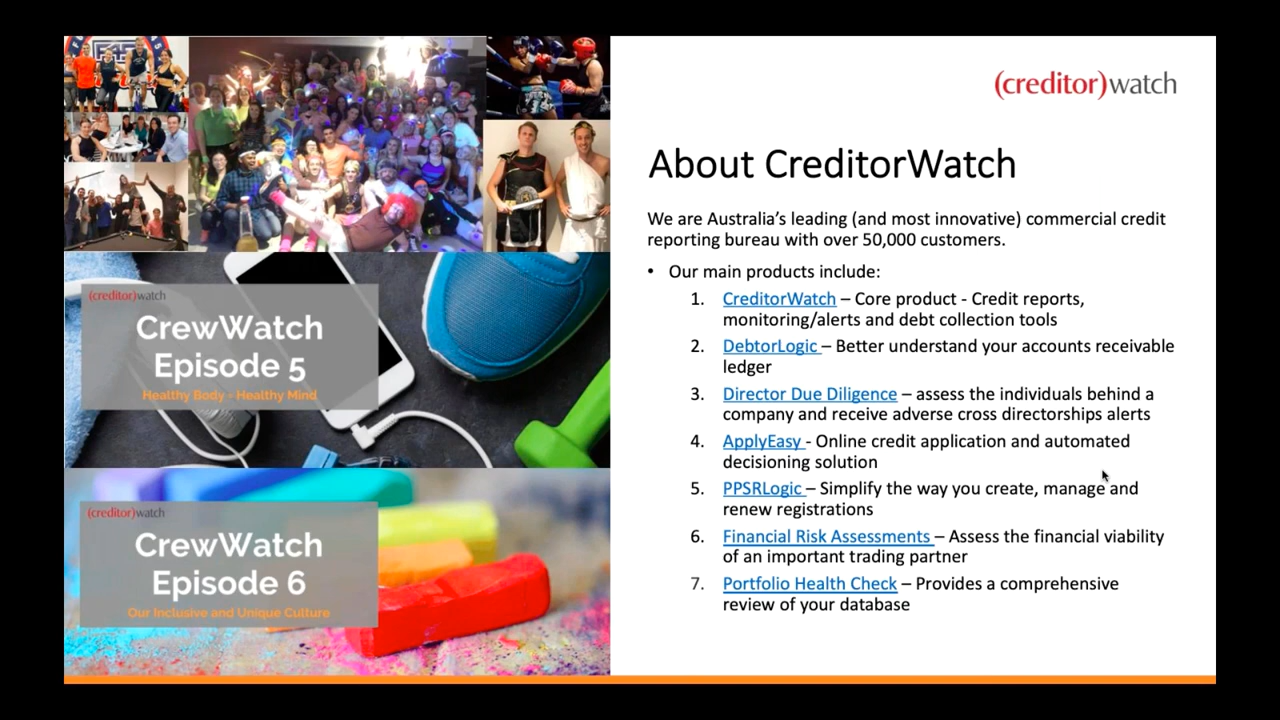 (creditor)watch
About CreditorWatch
We are Australia's leading (and most innovative) commercial credit
reporting bureau with over 50,000 customers.
• Our main products include:
1. CreditorWatch – Core product - Credit reports,
monitoring/alerts and debt collection tools
2. DebtorLogic – Better understand your accounts receivable
ledger
3. Director Due Diligence – assess the individuals behind a
company and receive adverse cross directorships alerts
4. ApplyEasy - Online credit application and automated
decisioning solution
5. PPSRLogic – Simplify the way you create, manage and
renew registrations
6. Financial Risk Assessments – Assess the financial viability
of an important trading partner
7. Portfolio Health Check – Provides a comprehensive
review of your database
F45
(creditor)watch
CrewWatch
Episode 5
Healthy Body - Healthy Mind
(creditor)watch
CrewWatch
Episode 6
Our Inclusive and Unique Culture